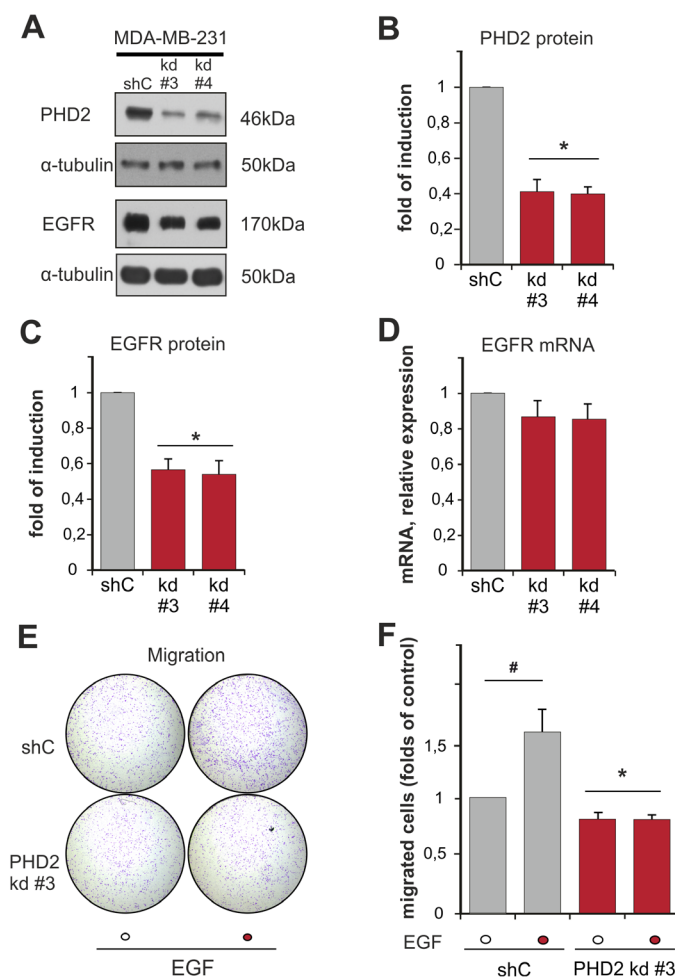 A
MDA-MB-231
shC
kd
#3
kd
#4
PHD2
46kDa
α-tubulin
50kDa
EGFR
170kDa
α-tubulin
50kDa
B
PHD2 protein
fold of induction
1
0,8
0,6
0,4
0,2
0
*
shC
kd
#3
kd
#4
C
EGFR protein
fold of induction
1
0,8
0,6
0,4
0,2
0
*
shC
kd
#3
kd
#4
D
EGFR mRNA
mRNA, relative expression
1
0,8
0,6
0,4
0,2
0
shC
kd
#3
kd
#4
E
Migration
shC
PHD2
kd #3
EGF
F
migrated cells (folds of control)
1,5
1
0,5
0
#
*
EGF
shC
PHD2 kd #3